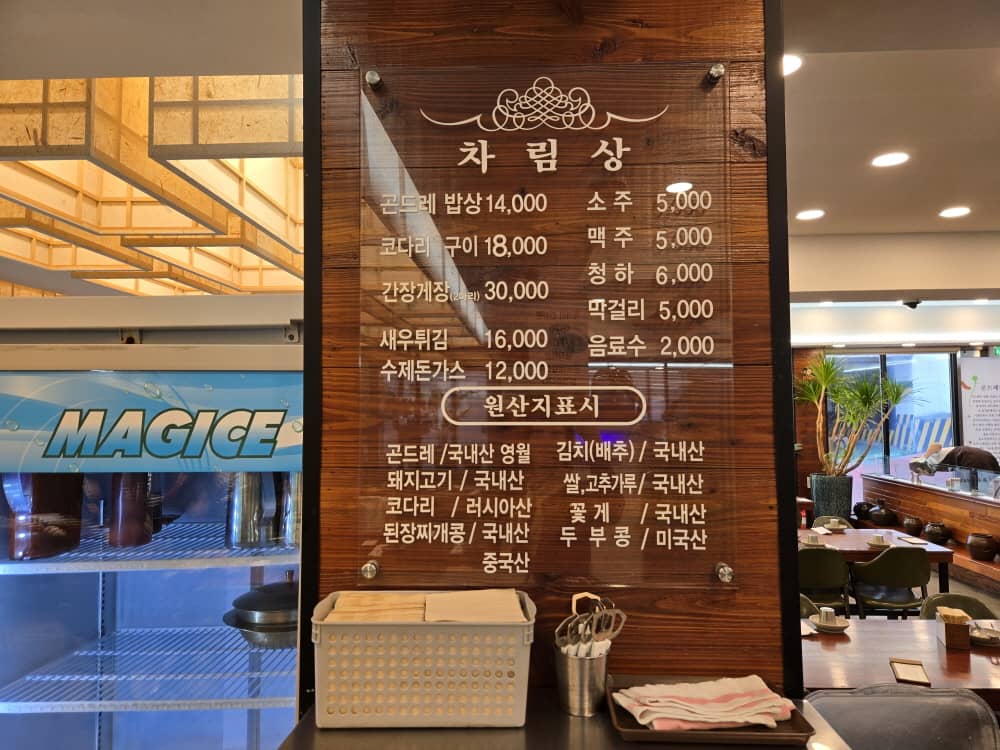 차림상
곤드레 밥상 14,000
코다리 구이 18,000
간장게장(2마리) 30,000
새우튀김 16,000
수제돈가스 12,000
소주 5,000
맥주 5,000
청하 6,000
막걸리 5,000
음료수 2,000
원산지표시
곤드레/국내산 영월
돼지고기/국내산
코다리/러시아산
된장찌개콩/국내산
중국산
김치(배추)/국내산
쌀,고추가루/국내산
꽃게/국내산
두부콩/미국산
MAGICE